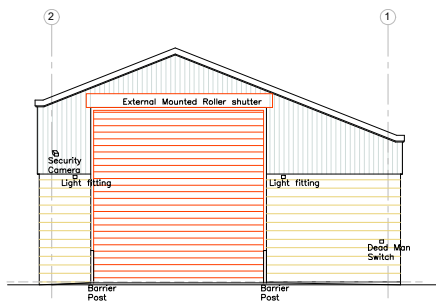 2
1
External Mounted Roller shutter
Security
Camera
Light fitting
Light fitting
Dead Man
Switch
Barrier
Post
Barrier
Post